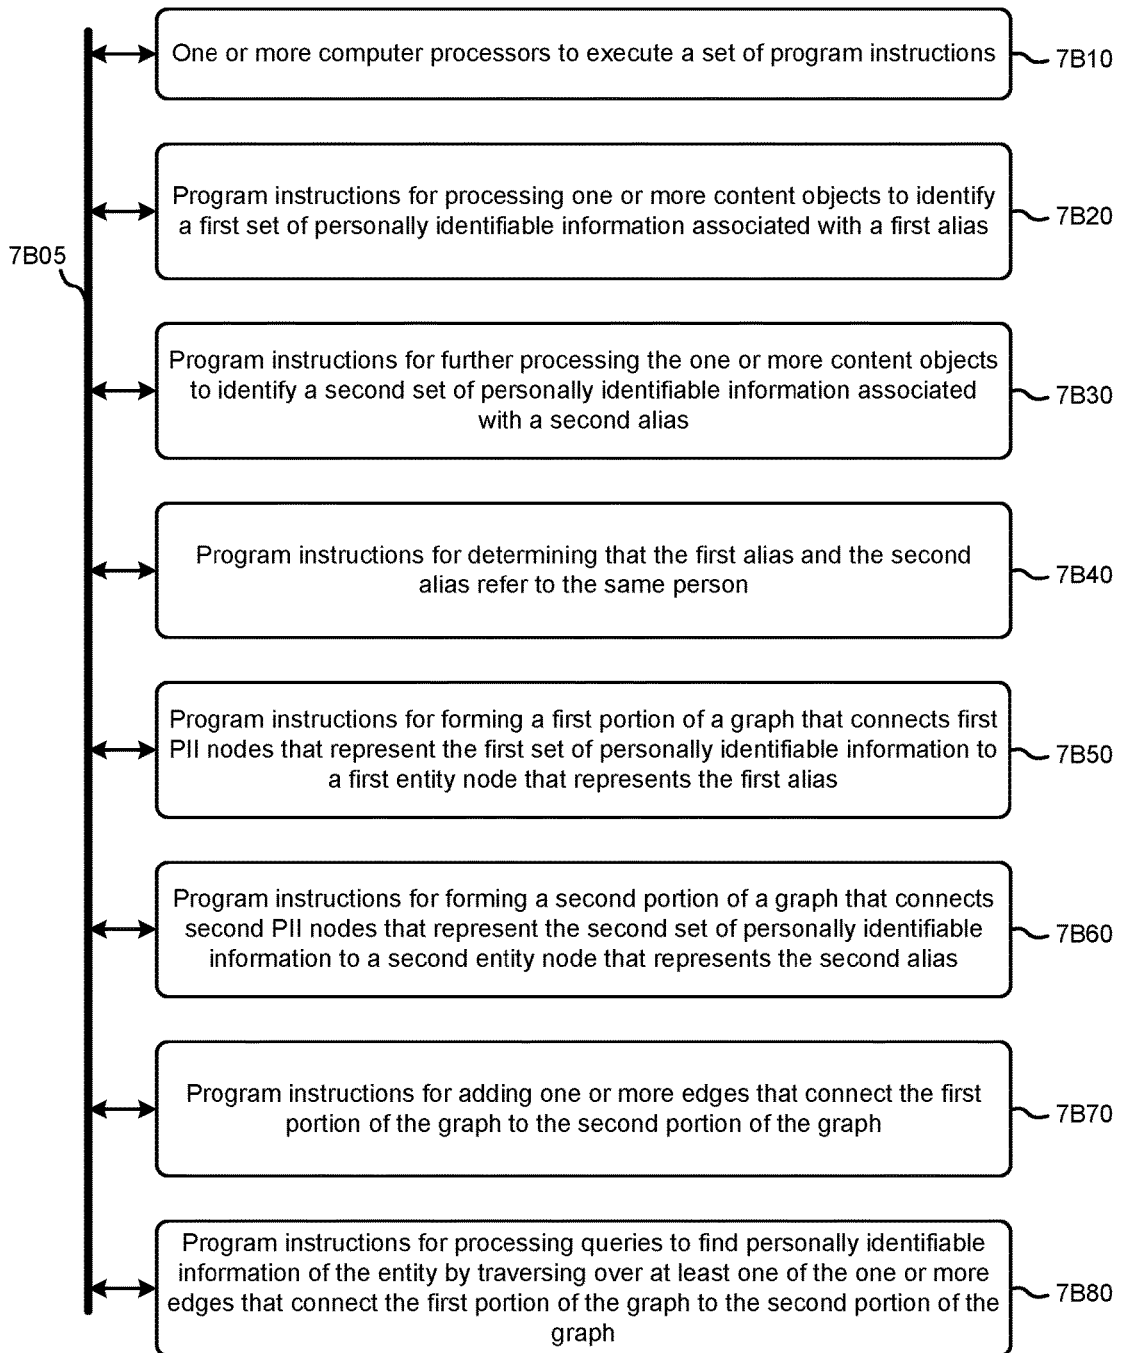 One or more computer processors to execute a set of program instructions
7B10
Program instructions for processing one or more content objects to identify
a first set of personally identifiable information associated with a first alias
7B20
7B05
Program instructions for further processing the one or more content objects
to identify a second set of personally identifiable information associated
with a second alias
7B30
Program instructions for determining that the first alias and the second
alias refer to the same person
7B40
Program instructions for forming a first portion of a graph that connects first
PII nodes that represent the first set of personally identifiable information to
a first entity node that represents the first alias
7B50
Program instructions for forming a second portion of a graph that connects
second PII nodes that represent the second set of personally identifiable
information to a second entity node that represents the second alias
7B60
Program instructions for adding one or more edges that connect the first
portion of the graph to the second portion of the graph
7B70
Program instructions for processing queries to find personally identifiable
information of the entity by traversing over at least one of the one or more
edges that connect the first portion of the graph to the second portion of the
graph
7B80